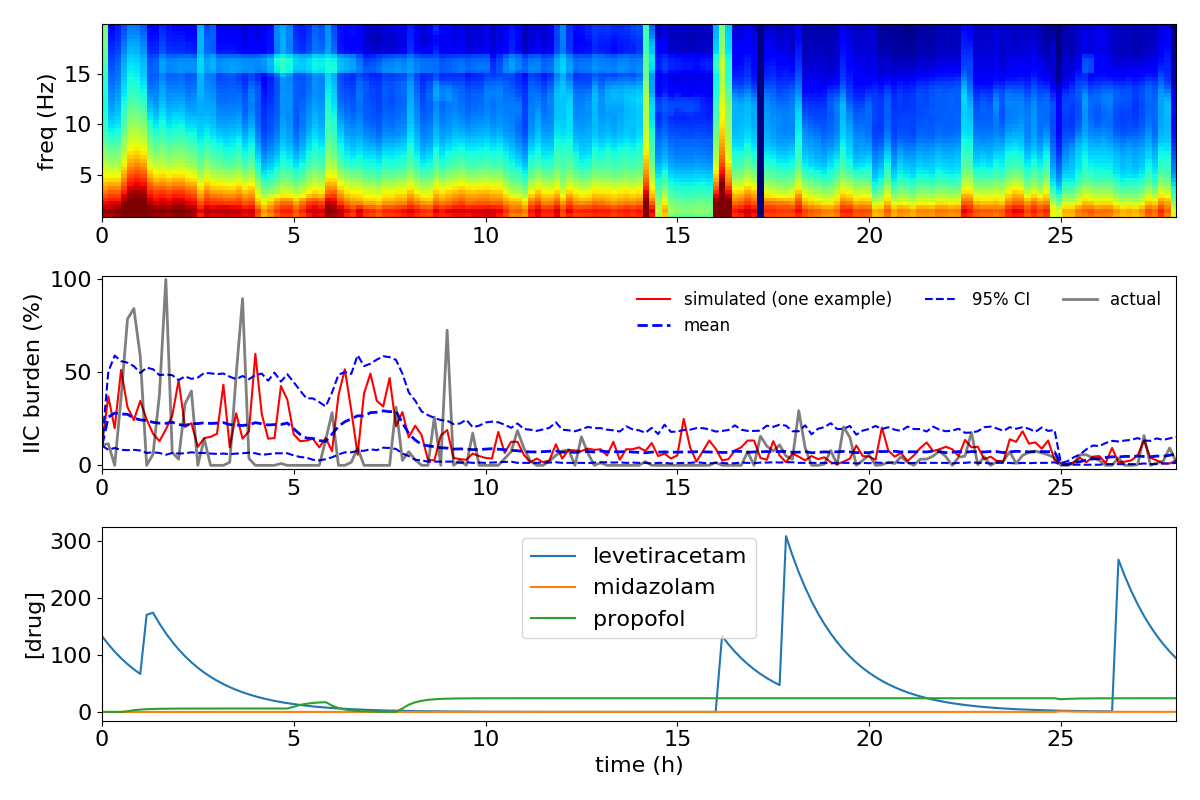 freq (Hz)
15
10
5
0 5 10 15 20 25
IIC burden (%)
100
50
0
simulated (one example)
mean
95% CI
actual
0 5 10 15 20 25
[drug]
300
200
100
0
levetiracetam
midazolam
propofol
0 5 10 15 20 25
time (h)